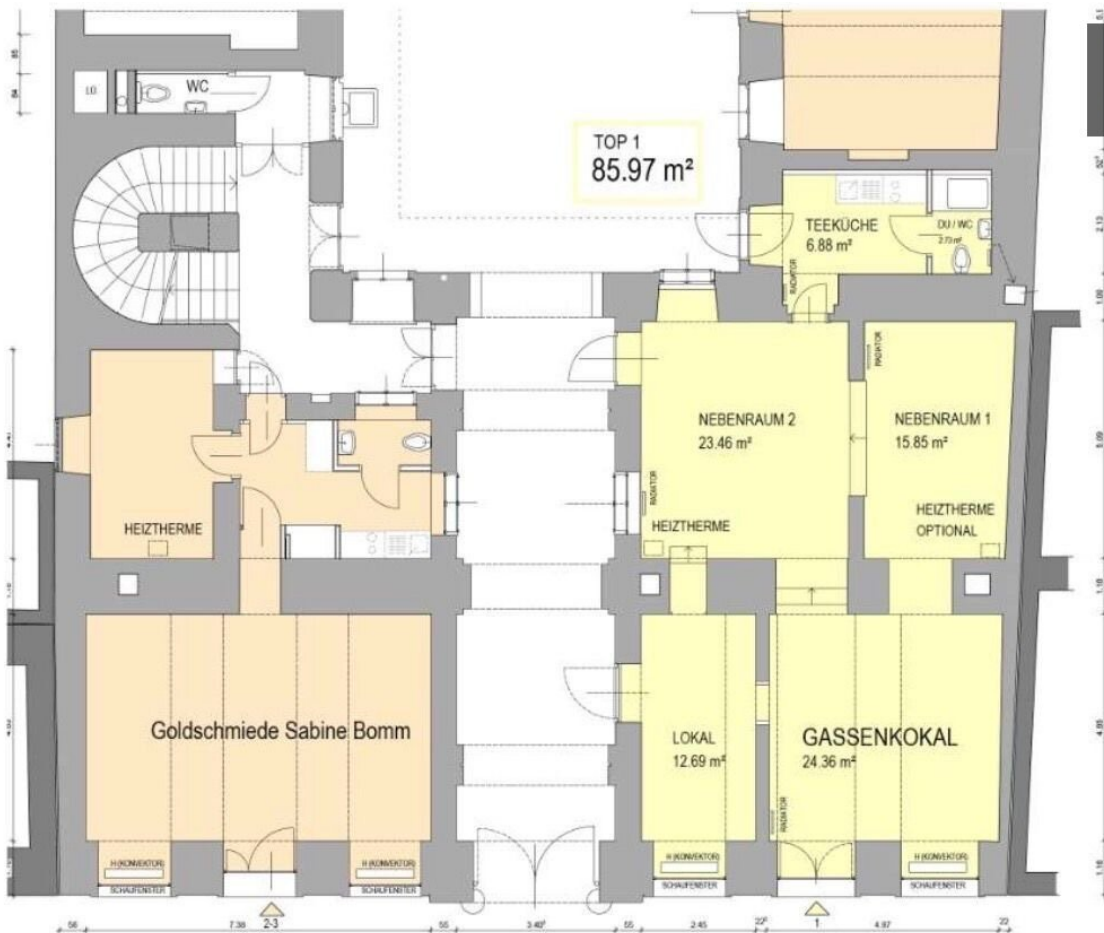 WC
TOP 1
85.97 m²
TEEKÜCHE
6.88 m²
DU / WC
2.73 m²
RADIATOR
RADIATOR
NEBENRAUM 2
23.46 m²
NEBENRAUM 1
15.85 m²
RADIATOR
HEIZTHERME
HEIZTHERME
HEIZTHERME
OPTIONAL
Goldschmiede Sabine Bomm
LOKAL
12.69 m²
GASSENKOKAL
24.36 m²
RADIATOR
H (KONVEKTOR)
H (KONVEKTOR)
H (KONVEKTOR)
H (KONVEKTOR)
SCHAUFENSTER
SCHAUFENSTER
SCHAUFENSTER
SCHAUFENSTER
2.13
1.00
5.09
1.10
4.85
1.10
56
7.38
2-3
55
3.40²
55
2.45
22²
1
4.97
22